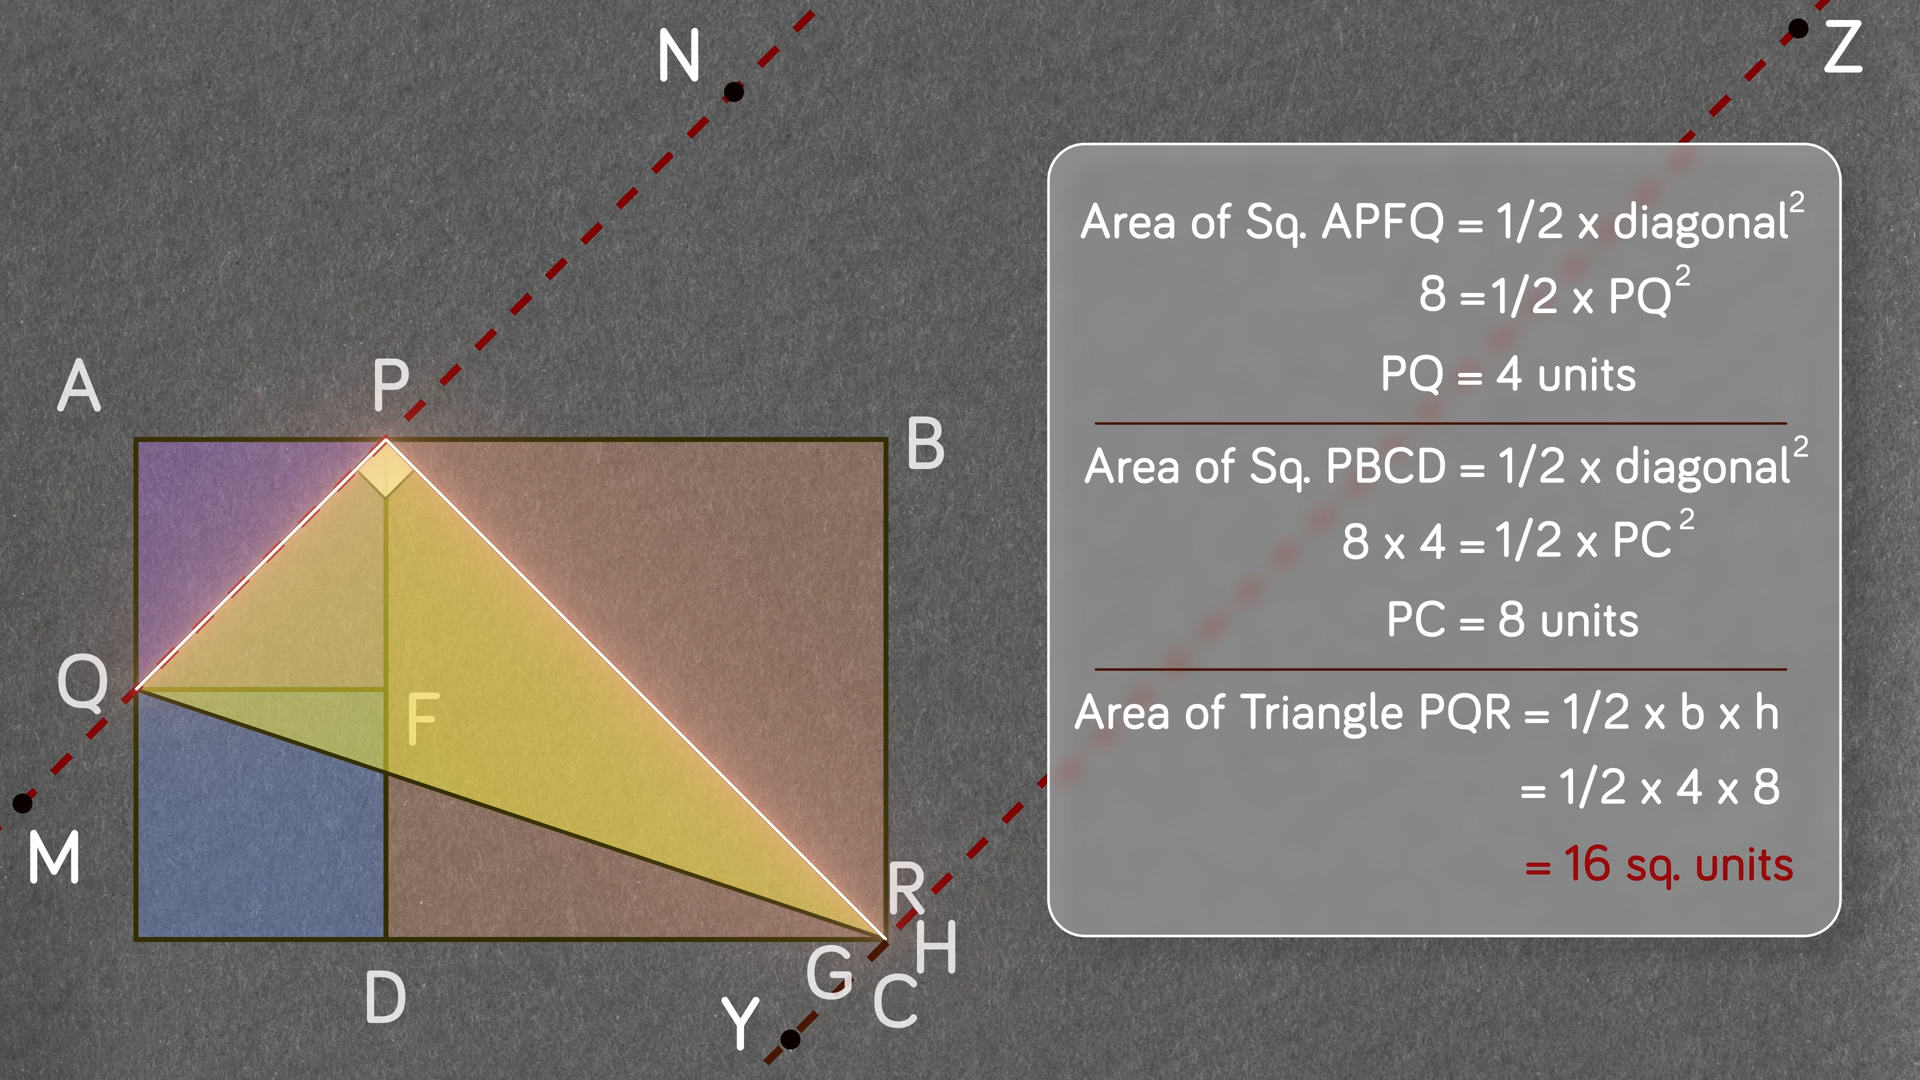 N
Z
A
P
B
Q
F
M
R
H
G
C
D
Y
Area of Sq. APFQ = 1/2 x diagonal²
8 =1/2 x PQ²
PQ = 4 units
Area of Sq. PBCD = 1/2 x diagonal²
8 x 4 = 1/2 x PC²
PC = 8 units
Area of Triangle PQR = 1/2 x b x h
= 1/2 x 4 x 8
= 16 sq. units